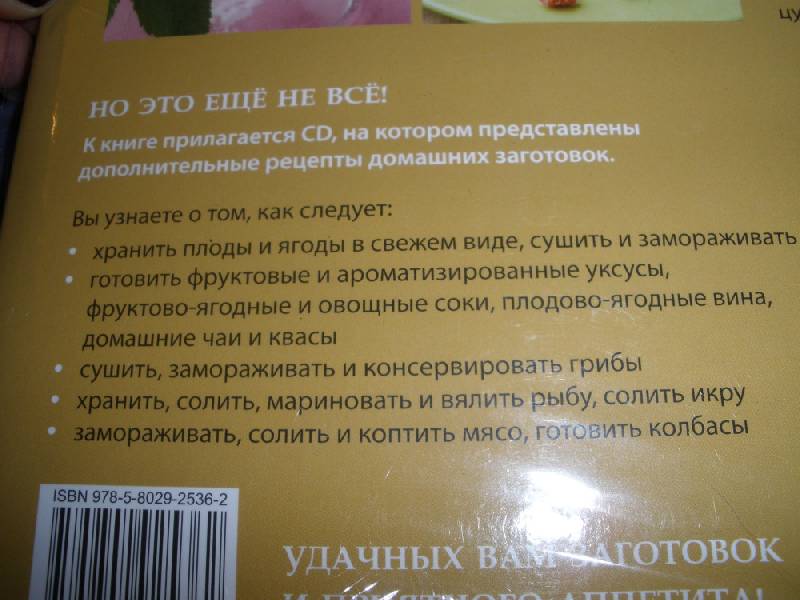 цу
НО ЭТО ЕЩЁ НЕ ВСЁ!
К книге прилагается CD, на котором представлены
дополнительные рецепты домашних заготовок.
Вы узнаете о том, как следует:
• хранить плоды и ягоды в свежем виде, сушить и замораживать
• готовить фруктовые и ароматизированные уксусы,
фруктово-ягодные и овощные соки, плодово-ягодные вина,
домашние чаи и квасы
• сушить, замораживать и консервировать грибы
• хранить, солить, мариновать и вялить рыбу, солить икру
• замораживать, солить и коптить мясо, готовить колбасы
ISBN 978-5-8029-2536-2
УДАЧНЫХ ВАМ ЗАГОТОВОК
И ПРИЯТНОГО АППЕТИТА!